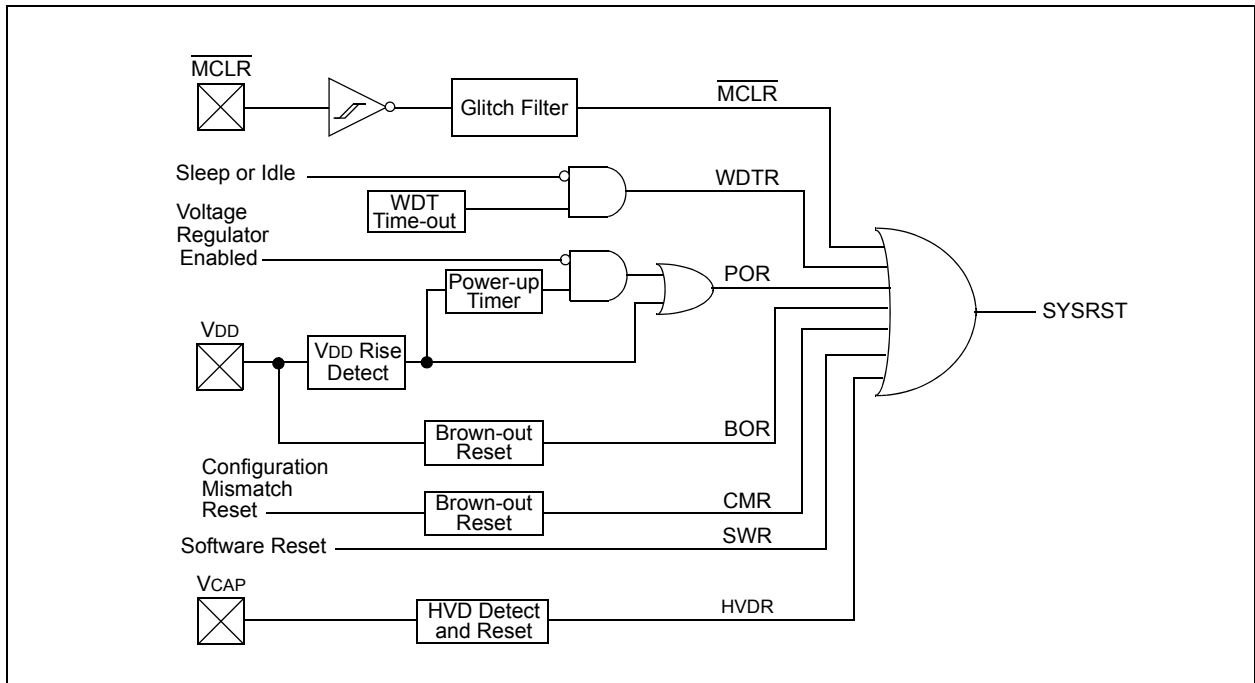 MCLR
Glitch Filter
MCLR
Sleep or Idle
WDT
Time-out
WDTR
Voltage
Regulator
Enabled
Power-up
Timer
POR
SYSRST
VDD
VDD Rise
Detect
Brown-out
Reset
BOR
Configuration
Mismatch
Reset
Brown-out
Reset
CMR
Software Reset
SWR
VCAP
HVD Detect
and Reset
HVDR